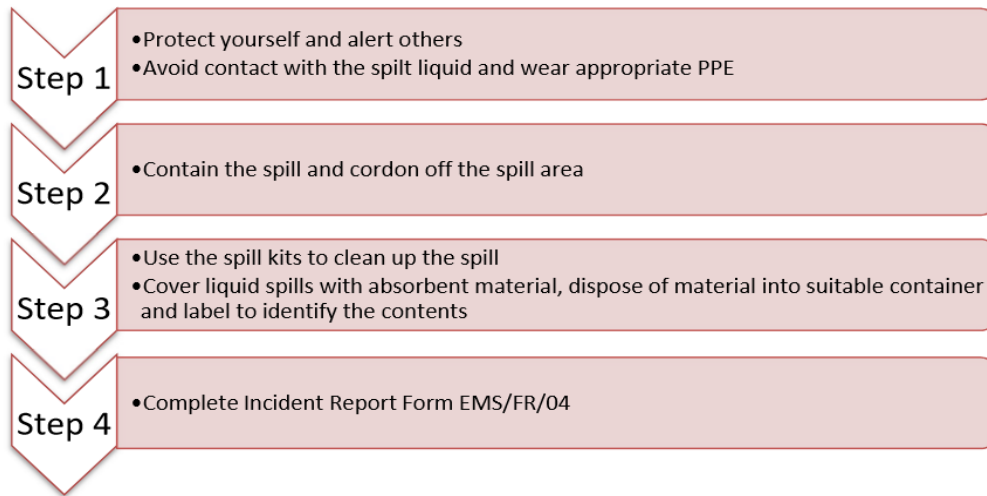 Step 1
•Protect yourself and alert others
•Avoid contact with the spilt liquid and wear appropriate PPE
Step 2
•Contain the spill and cordon off the spill area
Step 3
•Use the spill kits to clean up the spill
•Cover liquid spills with absorbent material, dispose of material into suitable container
and label to identify the contents
Step 4
•Complete Incident Report Form EMS/FR/04